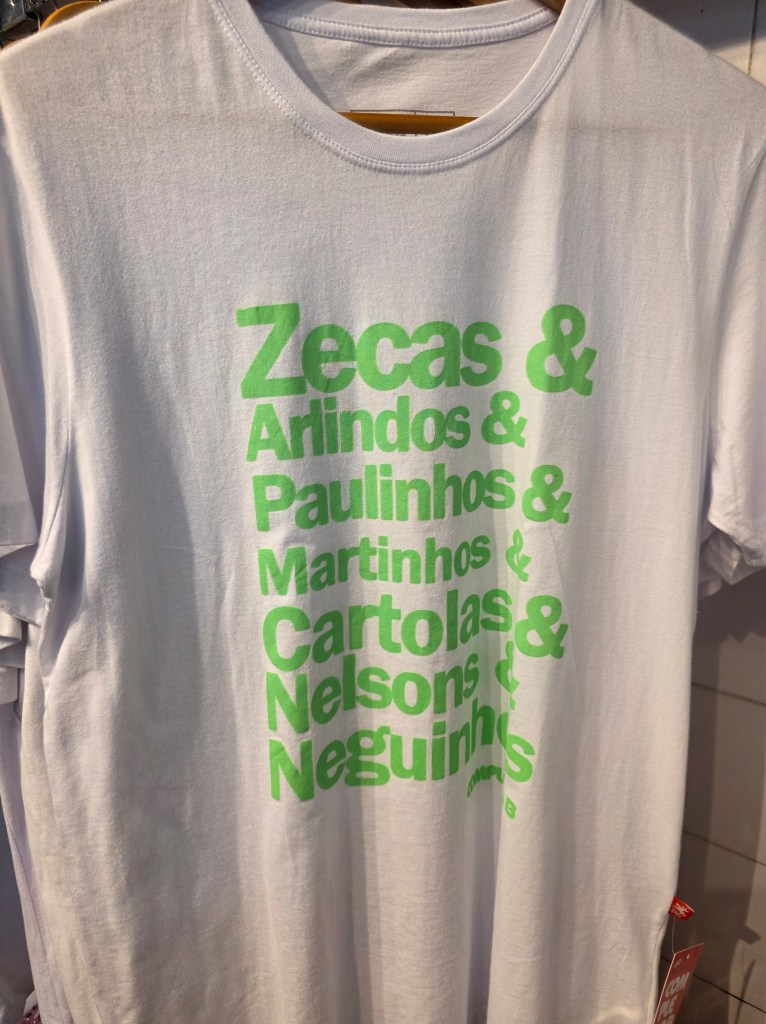 Zecas &
Arlindos &
Paulinhos &
Martinhos &
Cartolas &
Nelsons &
Neguinhos